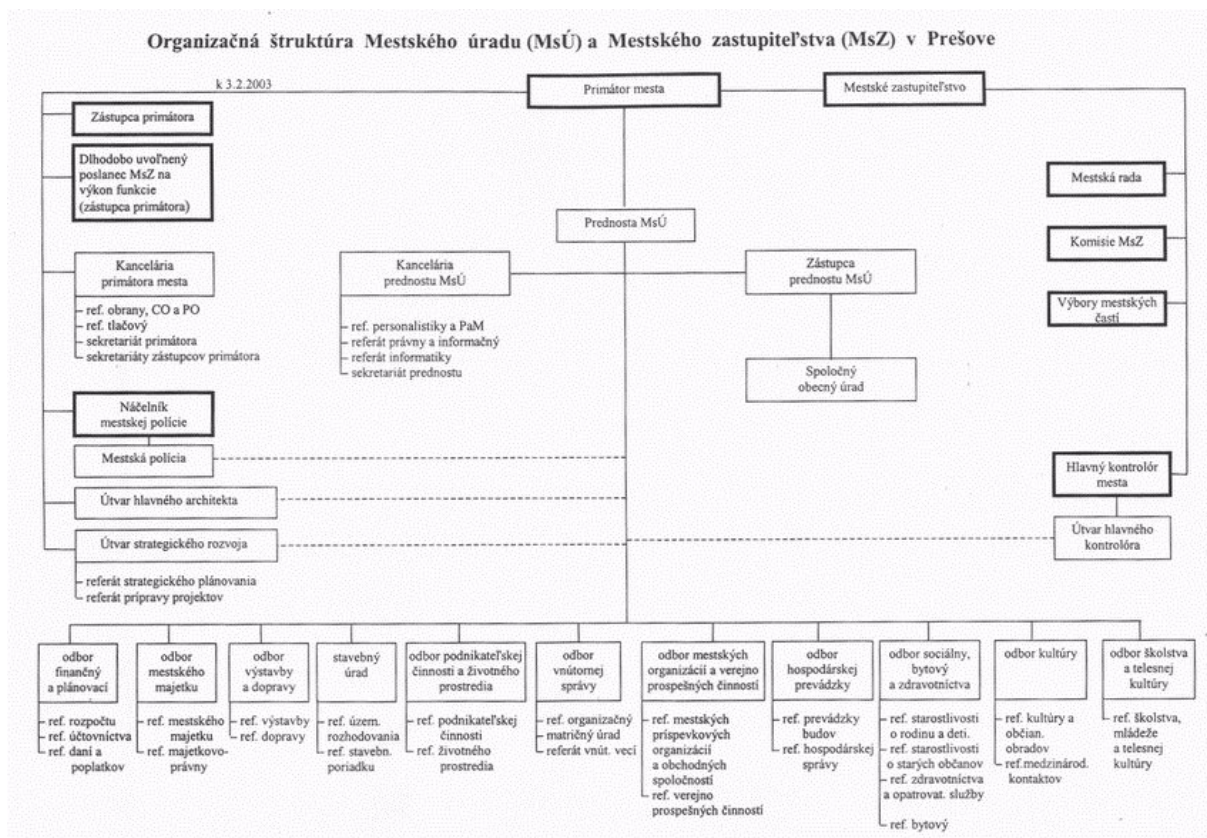 Organizačná štruktúra Mestského úradu (MsÚ) a Mestského zastupiteľstva (MsZ) v Prešove
k 3.2.2003
Primátor mesta
Mestské zastupiteľstvo
Zástupca primátora
Dlhodobo uvoľnený
poslanec MsZ na
výkon funkcie
(zástupca primátora)
Mestská rada
Prednosta MsÚ
Komisie MsZ
Kancelária
primátora mesta
Kancelária
prednostu MsÚ
Zástupca
prednostu MsÚ
Výbory mestských
častí
ref. obrany, CO a PO
ref. tlačový
sekretariát primátora
sekretariáty zástupcov primátora
ref. personalistiky a PaM
referát právny a informačný
referát informatiky
sekretariát prednostu
Spoločný
obecný úrad
Náčelník
mestskej polície
Mestská polícia
Hlavný kontrolór
mesta
Útvar hlavného architekta
Útvar hlavného
kontrolóra
Útvar strategického rozvoja
referát strategického plánovania
referát prípravy projektov
odbor
finančný
a plánovací
ref. rozpočtu
ref. účtovníctva
ref. daní a
poplatkov
odbor
mestského
majetku
ref. mestského
majetku
ref. majetkovo-
právny
odbor
výstavby
a dopravy
ref. výstavby
ref. dopravy
stavebný
úrad
ref. územ.
rozhodovania
ref. stavebn.
poriadku
odbor podnikateľskej
činnosti a životného
prostredia
ref. podnikateľskej
činnosti
ref. životného
prostredia
odbor
vnútornej
správy
ref. organizačný
matričný úrad
referát vnút. vecí
odbor mestských
organizácií a verejno
prospešných činností
ref. mestských
príspevkových
organizácií
a obchodných
spoločností
ref. verejno
prospešných činností
odbor
hospodárskej
prevádzky
ref. prevádzky
budov
ref. hospodárskej
správy
odbor sociálny,
bytový
a zdravotníctva
ref. starostlivosti
o rodinu a deti.
ref. starostlivosti
o starých občanov
ref. zdravotníctva
a opatrovat. služby
ref. bytový
odbor kultúry
ref. kultúry a
občian.
obradov
ref.medzinárod.
kontaktov
odbor školstva
a telesnej
kultúry
ref. školstva,
mládeže
a telesnej
kultúry